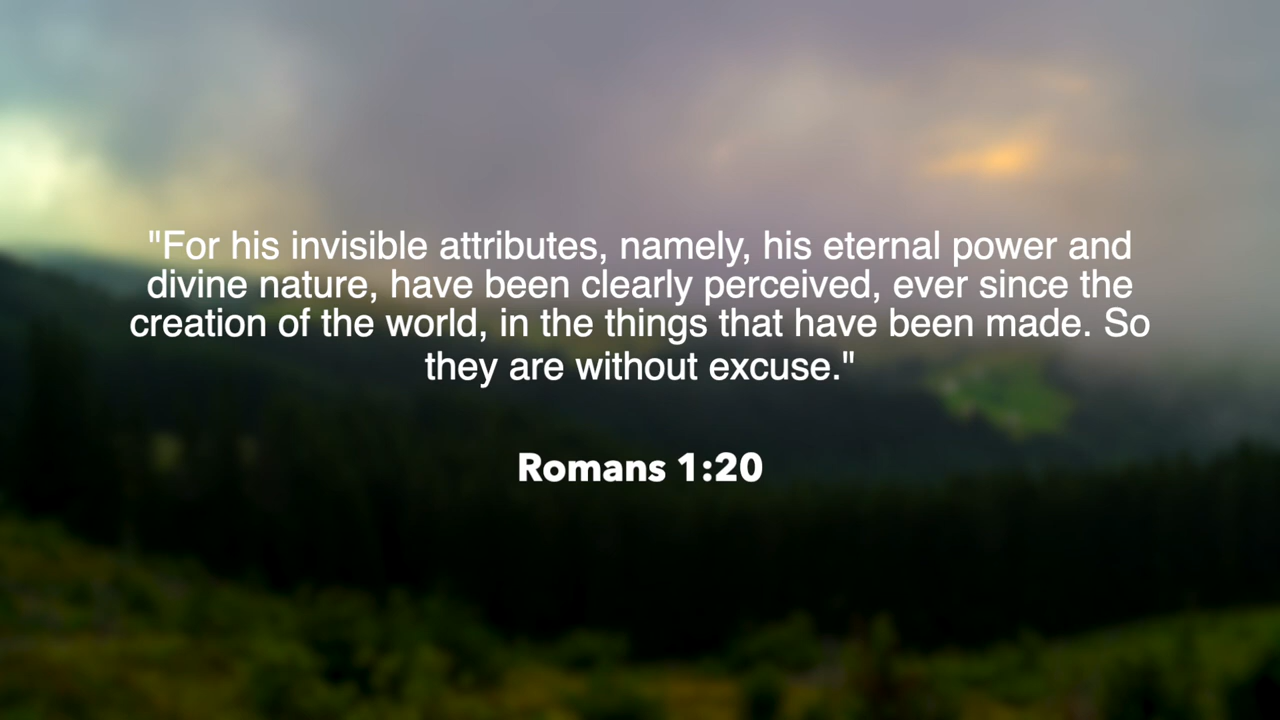 "For his invisible attributes, namely, his eternal power and
divine nature, have been clearly perceived, ever since the
creation of the world, in the things that have been made. So
they are without excuse."
Romans 1:20